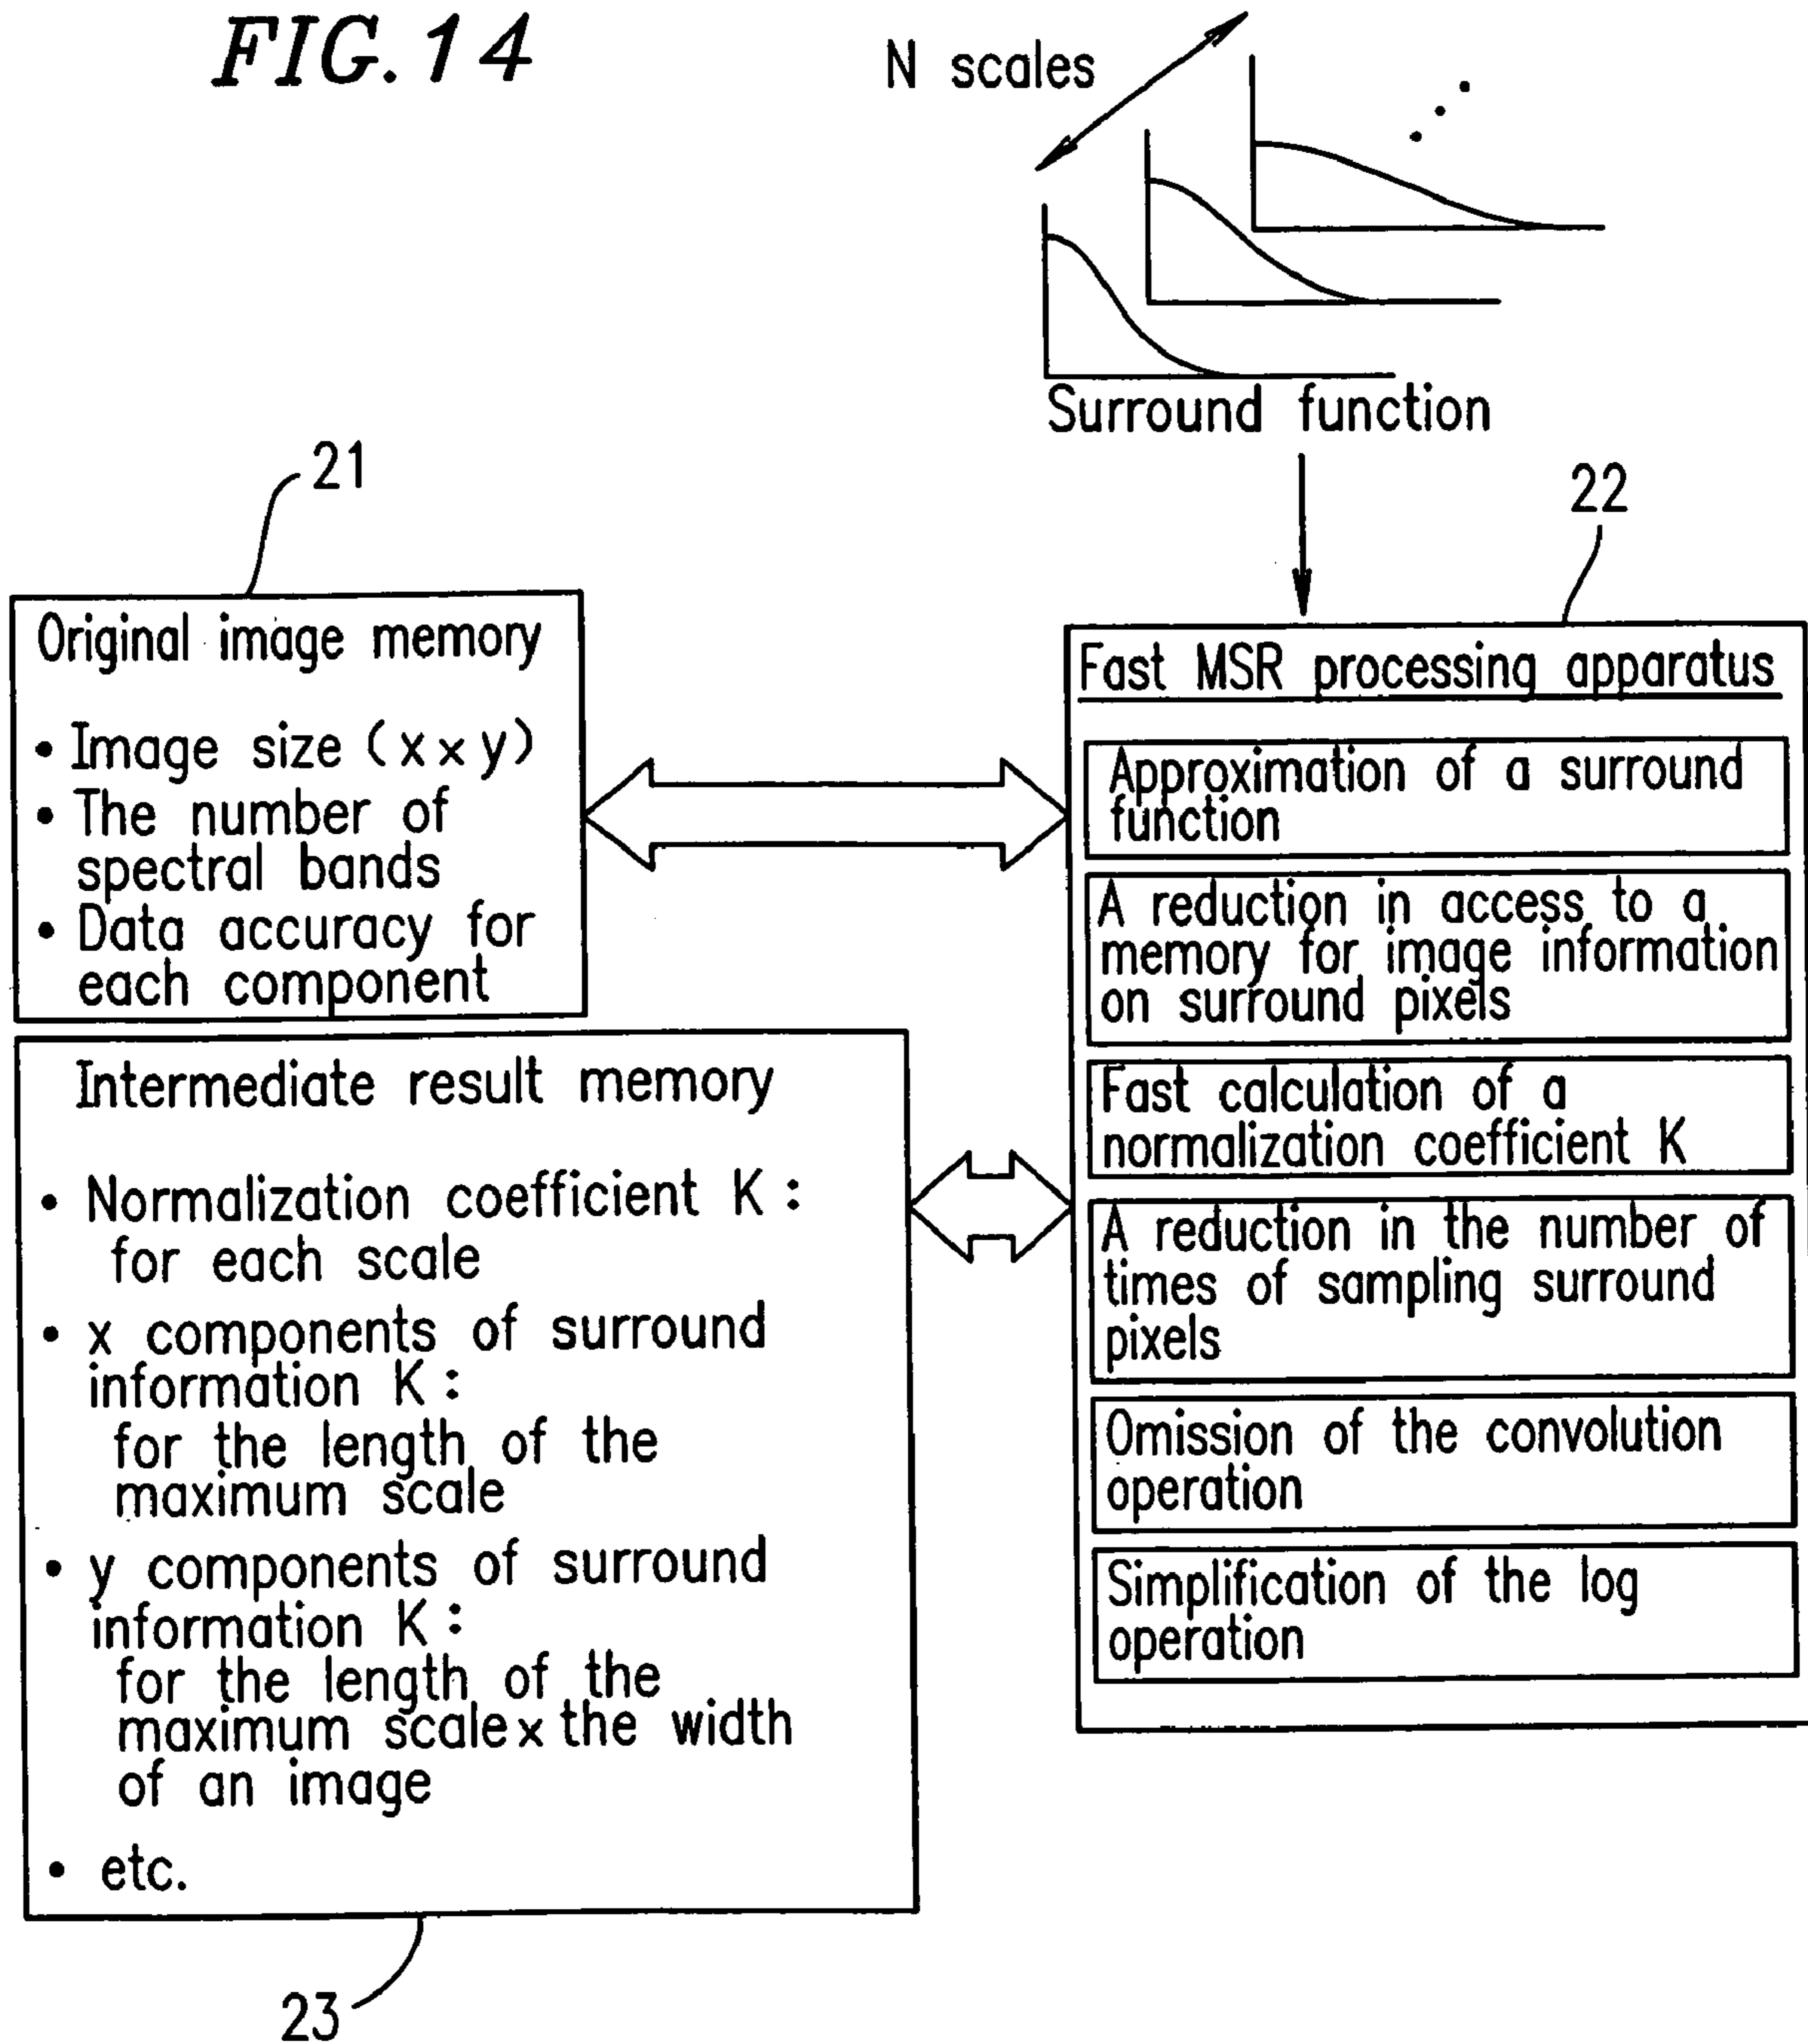 FIG. 14
N scales
Surround function
21
22
Original image memory
• Image size (x×y)
• The number of
spectral bands
• Data accuracy for
each component
Fast MSR processing apparatus
Approximation of a surround
function
A reduction in access to a
memory for image information
on surround pixels
Fast calculation of a
normalization coefficient K
A reduction in the number of
times of sampling surround
pixels
Omission of the convolution
operation
Simplification of the log
operation
Intermediate result memory
• Normalization coefficient K :
for each scale
• x components of surround
information K :
for the length of the
maximum scale
• y components of surround
information K :
for the length of the
maximum scale× the width
of an image
• etc.
23